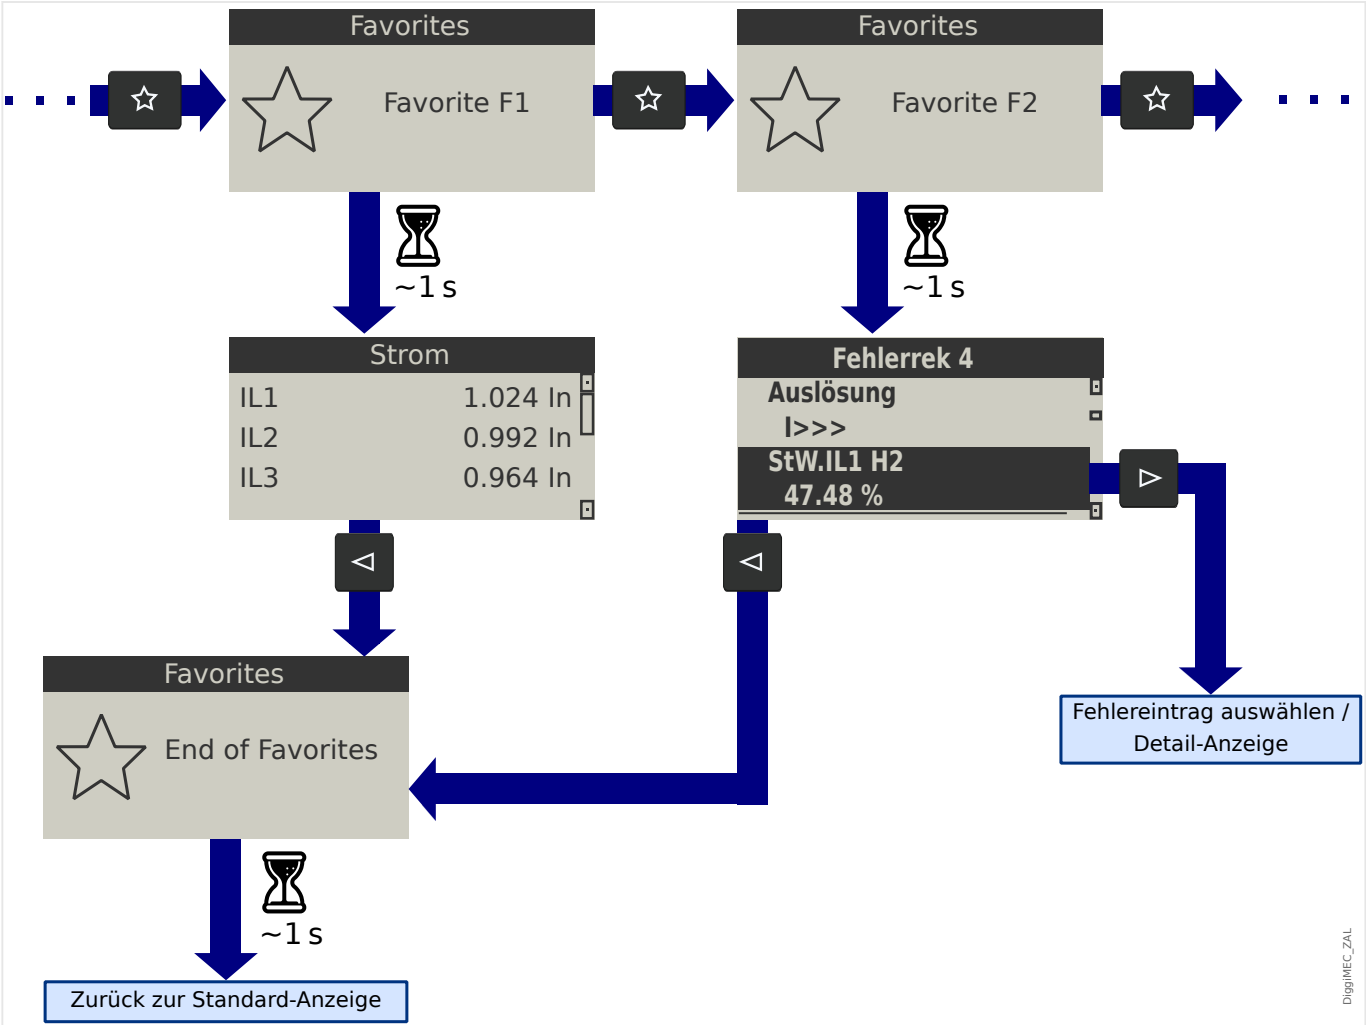 Favorites
Favorite F1
Favorites
Favorite F2
~1 s
~1 s
Strom
IL1 1.024 In
IL2 0.992 In
IL3 0.964 In
Fehlerrek 4
Auslösung
I>>>
StW.IL1 H2
47.48 %
Favorites
End of Favorites
Fehlereintrag auswählen /
Detail-Anzeige
~1 s
Zurück zur Standard-Anzeige
DiggiMEC_ZAL